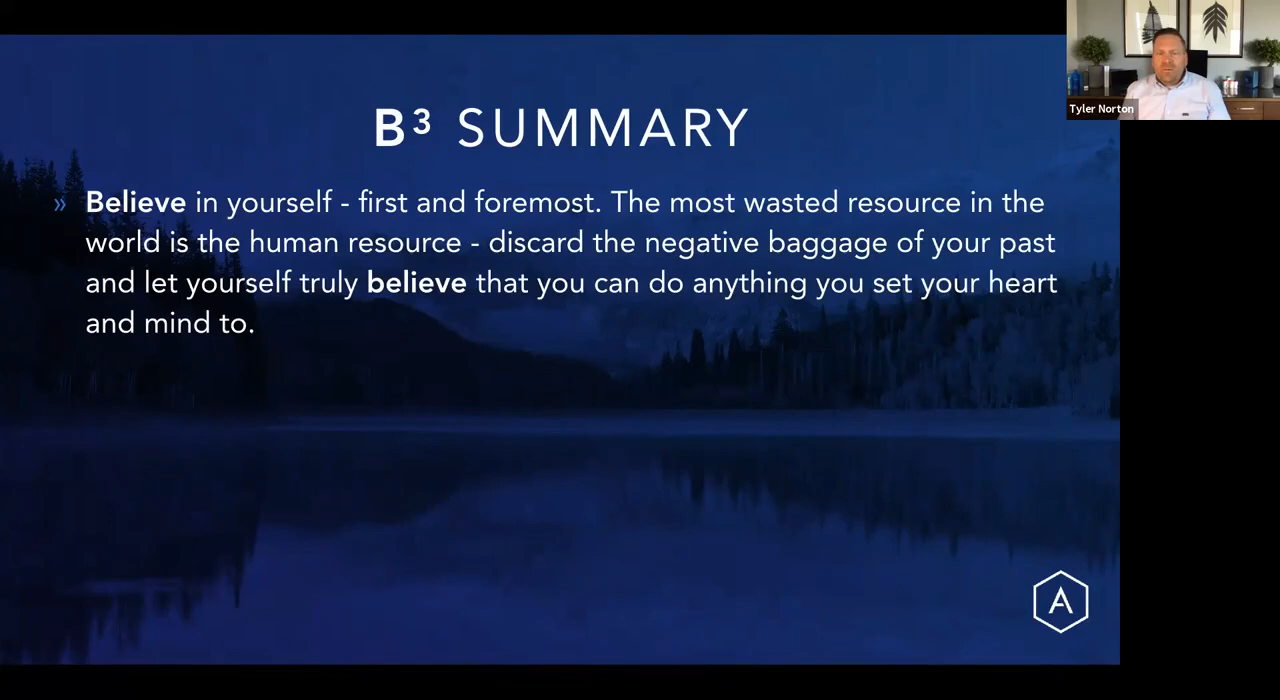 B³ SUMMARY
» Believe in yourself - first and foremost. The most wasted resource in the
world is the human resource - discard the negative baggage of your past
and let yourself truly believe that you can do anything you set your heart
and mind to.
Tyler Norton
A